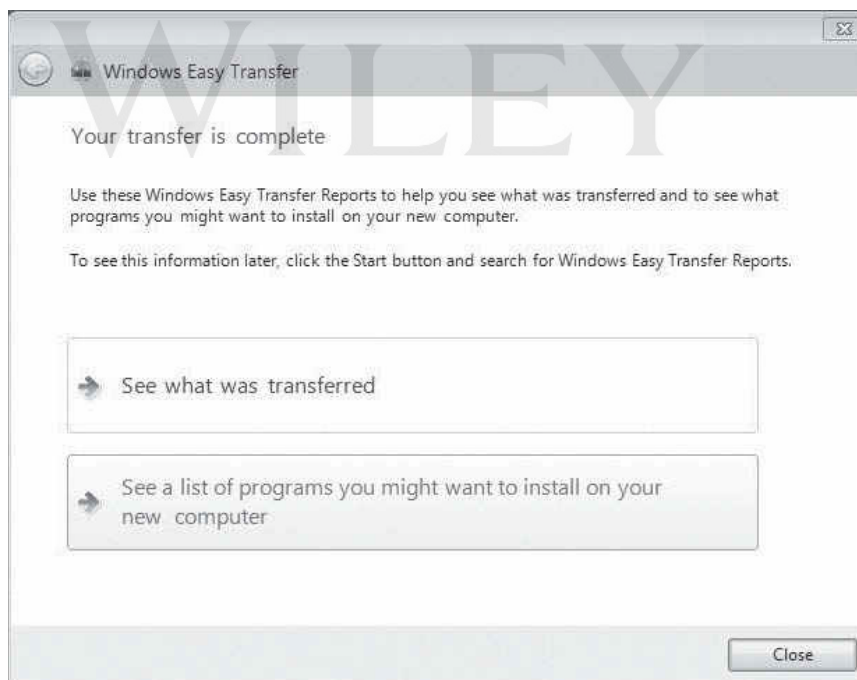 WILEY
Windows Easy Transfer
Your transfer is complete
Use these Windows Easy Transfer Reports to help you see what was transferred and to see what
programs you might want to install on your new computer.
To see this information later, click the Start button and search for Windows Easy Transfer Reports.
See what was transferred
See a list of programs you might want to install on your
new computer
Close